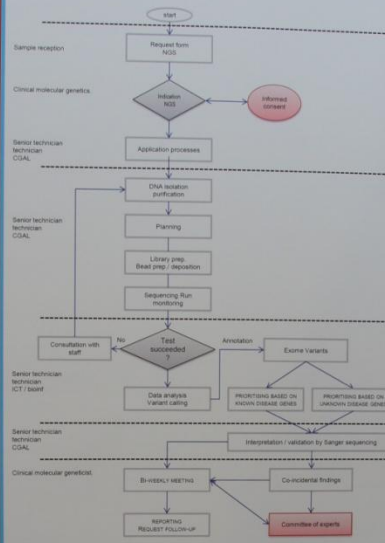 start
Sample reception
Request form
NGS
Clinical molecular genetics.
Initiation
NGS
Informed
consent
Senior technician
technician
CGAL
Application processes
DNA isolation
purification
Senior technician
technician
CGAL
Planning
Library prep.
Bead prep./ deposition
Sequencing Run
monitoring
Consultation with
staff
No
Test
succeeded
?
Annotation
Exome Variants
Senior technician
technician
ICT / bioinf
Data analysis
Variant calling
PRIORITISING BASED ON
KNOWN DISEASE GENES
PRIORITISING BASED ON
UNKNOWN DISEASE GENES
Senior technician
technician
CGAL
Interpretation / validation by Sanger sequencing
Clinical molecular geneticist.
BI-WEEKLY MEETING
Co-incidental findings
REPORTING
REQUEST FOLLOW-UP
Committee of experts